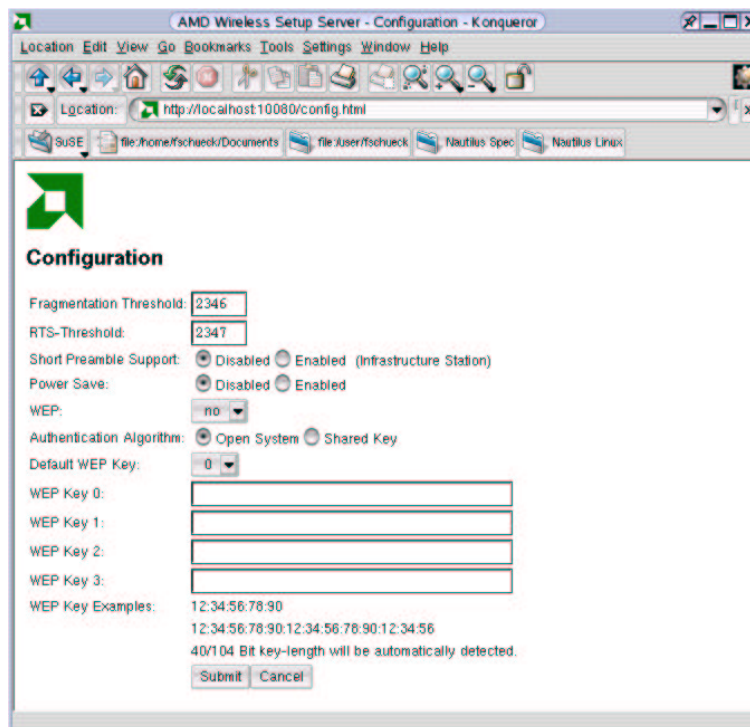 AMD Wireless Setup Server - Configuration - Konqueror
Location Edit View Go Bookmarks Tools Settings Window Help
Location: http://localhost:10080/config.html
SuSE file:/home/fschueck/Documents file:/user/fschueck Nautilus Spec Nautilus Linux
Configuration
Fragmentation Threshold: 2346
RTS-Threshold: 2347
Short Preamble Support: Disabled Enabled (Infrastructure Station)
Power Save: Disabled Enabled
WEP: no
Authentication Algorithm: Open System Shared Key
Default WEP Key: 0
WEP Key 0:
WEP Key 1:
WEP Key 2:
WEP Key 3:
WEP Key Examples: 12:34:56:78:90
12:34:56:78:90:12:34:56:78:90:12:34:56
40/104 Bit key-length will be automatically detected.
Submit Cancel